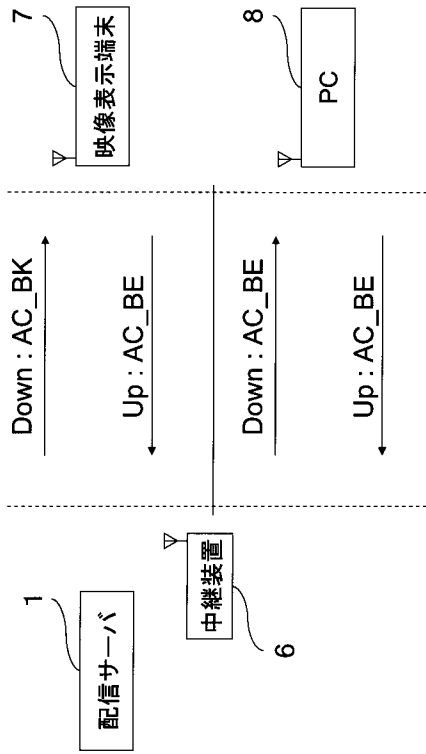 1
配信サーバ
中継装置
6
Down : AC_BK
Up : AC_BE
Down : AC_BE
Up : AC_BE
7
映像表示端末
8
PC